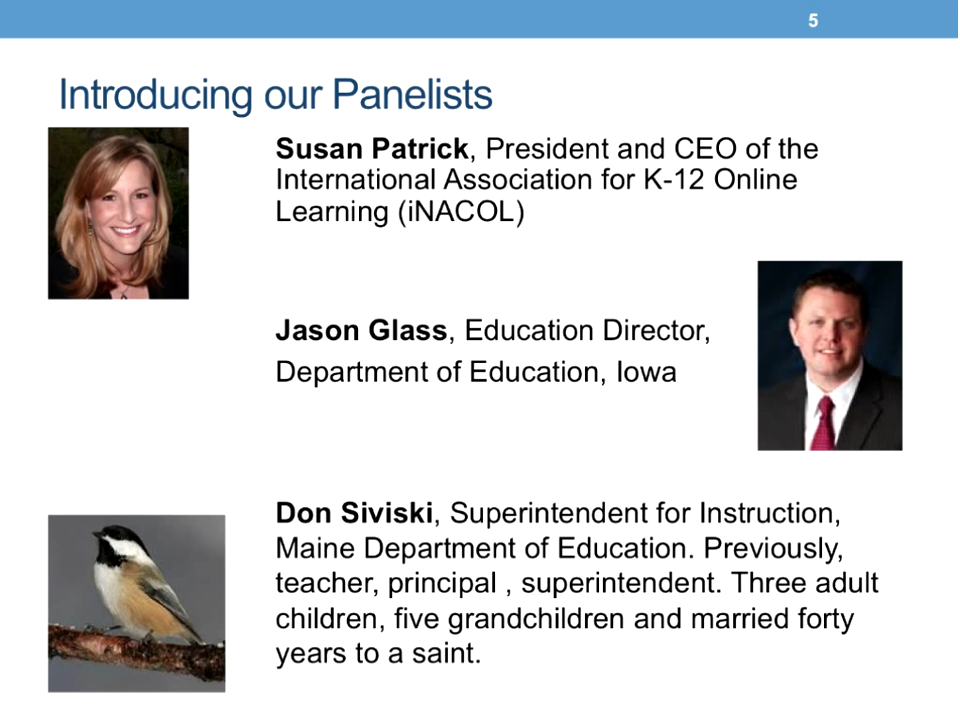 5
Introducing our Panelists
Susan Patrick, President and CEO of the
International Association for K-12 Online
Learning (iNACOL)
Jason Glass, Education Director,
Department of Education, Iowa
Don Siviski, Superintendent for Instruction,
Maine Department of Education. Previously,
teacher, principal , superintendent. Three adult
children, five grandchildren and married forty
years to a saint.